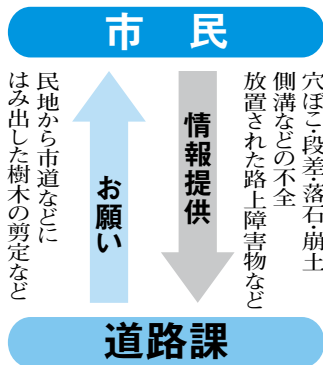 市民
穴ぼこ・段差・落石・崩土
側溝などの不全
放置された路上障害物など
情報提供
お願い
民地から市道などに
はみ出した樹木の剪定など
道路課